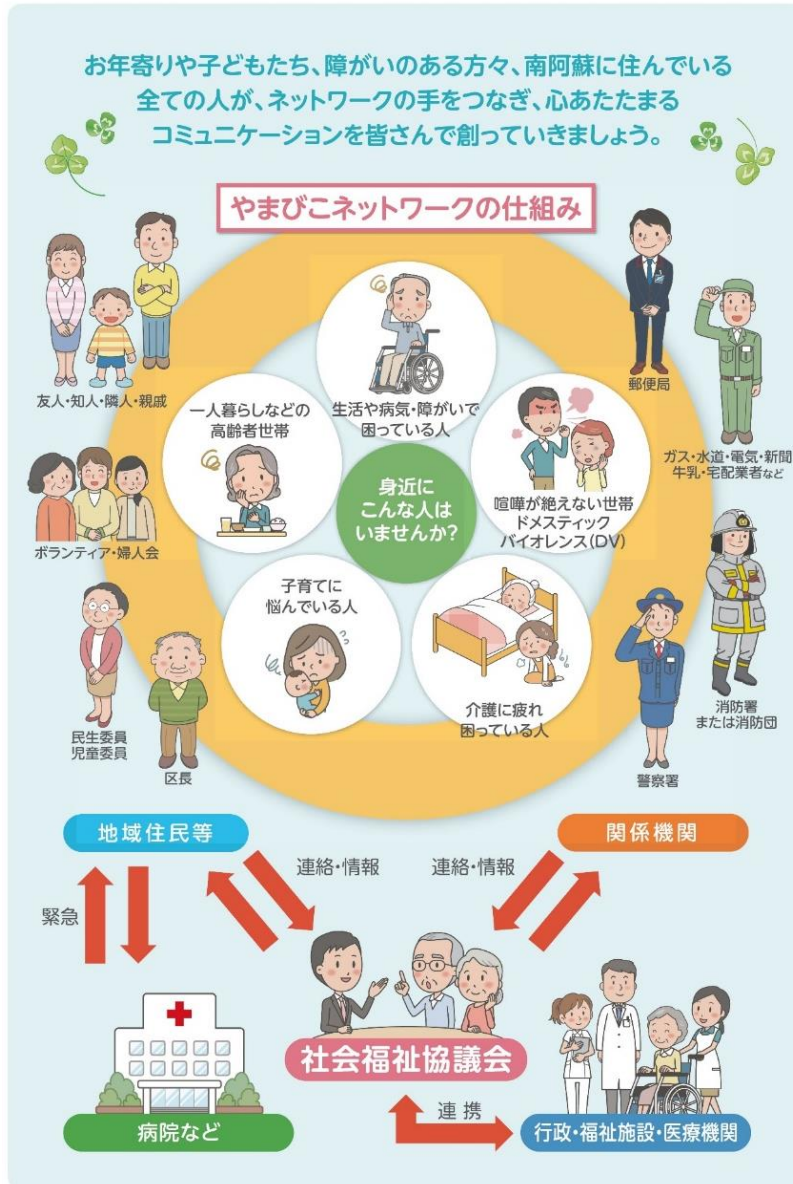 お年寄りや子どもたち、障がいのある方々、南阿蘇に住んでいる
全ての人が、ネットワークの手をつなぎ、心あたたまる
コミュニケーションを皆さんで創っていきましょう。
やまびこネットワークの仕組み
友人・知人・隣人・親戚
ボランティア・婦人会
民生委員
児童委員
区長
生活や病気・障がいで
困っている人
一人暮らしなどの
高齢者世帯
身近に
こんな人は
いませんか?
喧嘩が絶えない世帯
ドメスティック
バイオレンス(DV)
子育てに
悩んでいる人
介護に疲れ
困っている人
郵便局
ガス・水道・電気・新聞
牛乳・宅配業者など
消防署
または消防団
警察署
地域住民等
関係機関
緊急
連絡・情報
連絡・情報
社会福祉協議会
病院など
連携
行政・福祉施設・医療機関